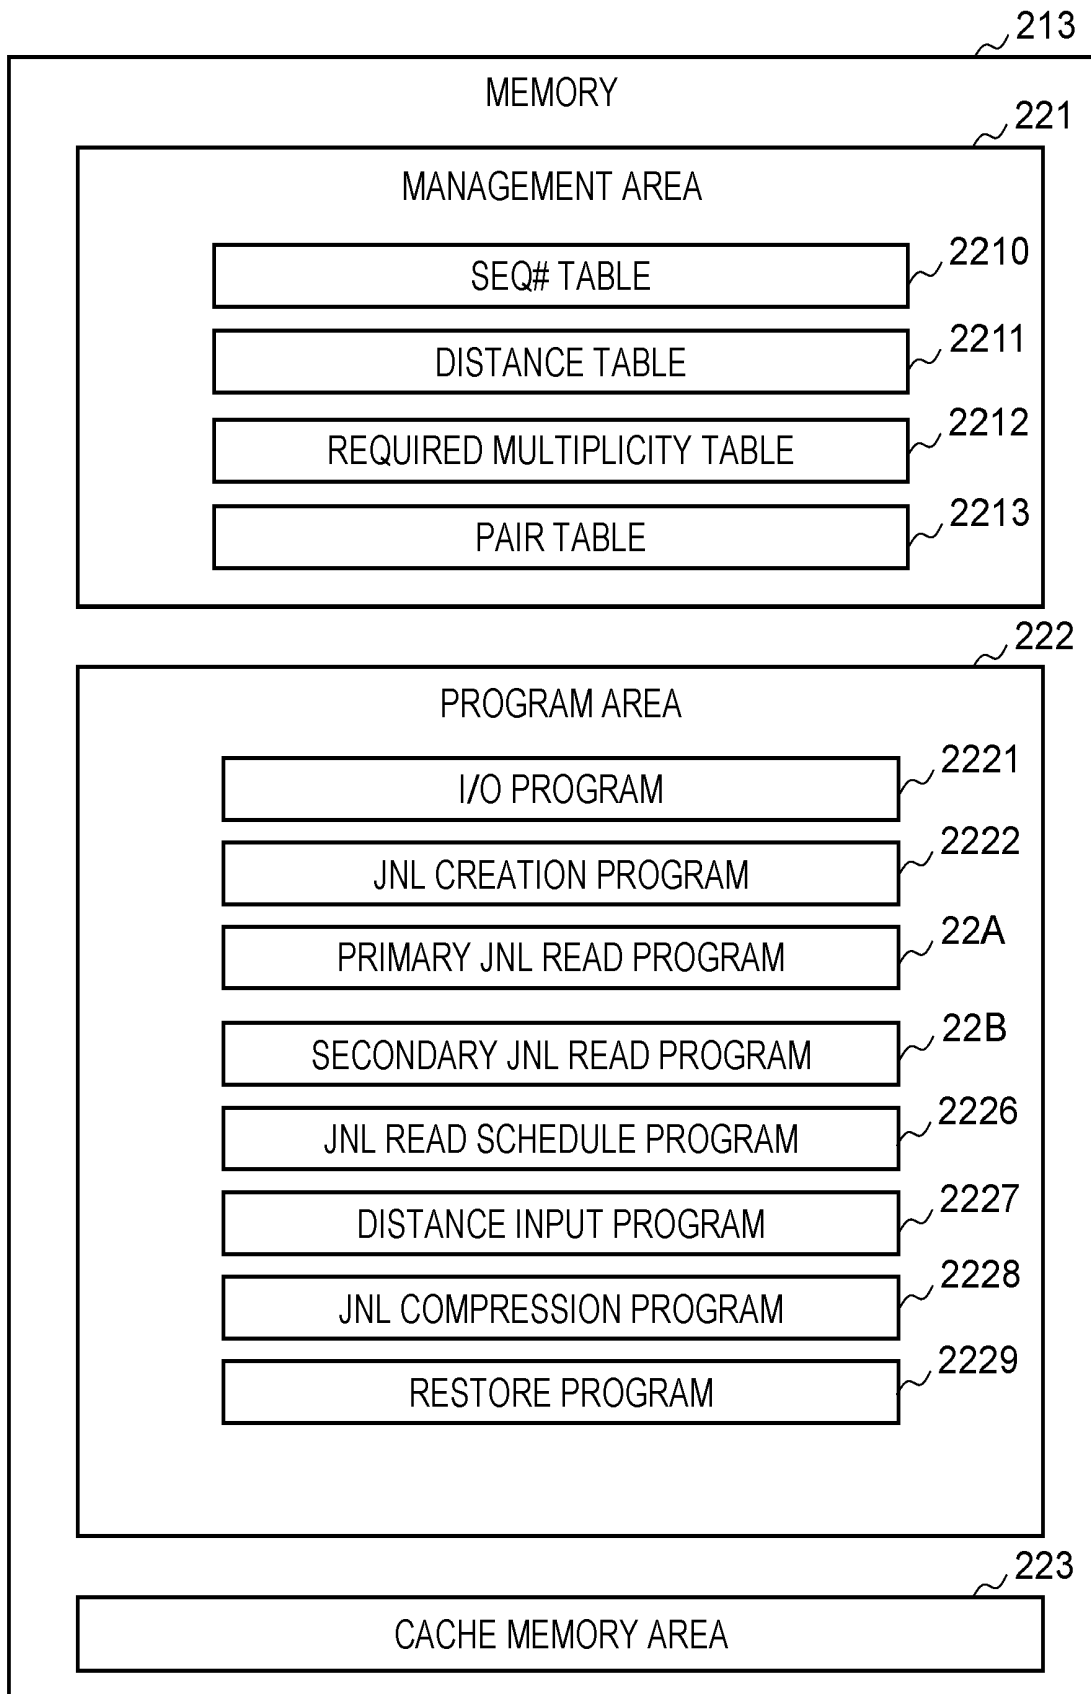 213
MEMORY
221
MANAGEMENT AREA
SEQ# TABLE
2210
DISTANCE TABLE
2211
REQUIRED MULTIPLICITY TABLE
2212
PAIR TABLE
2213
222
PROGRAM AREA
I/O PROGRAM
2221
JNL CREATION PROGRAM
2222
PRIMARY JNL READ PROGRAM
22A
SECONDARY JNL READ PROGRAM
22B
JNL READ SCHEDULE PROGRAM
2226
DISTANCE INPUT PROGRAM
2227
JNL COMPRESSION PROGRAM
2228
RESTORE PROGRAM
2229
223
CACHE MEMORY AREA